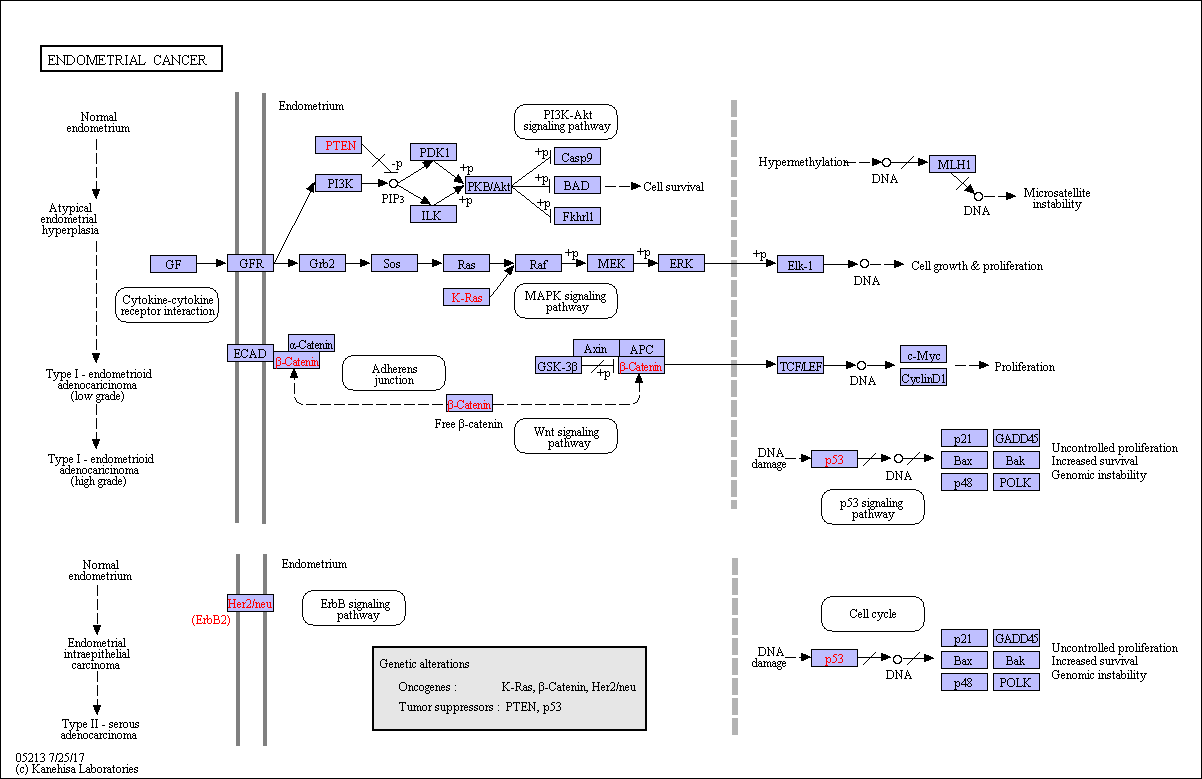 ENDOMETRIAL CANCER
Normal
endometrium
Atypical
endometrial
hyperplasia
Type I - endometrioid
adenocaricinoma
(low grade)
Type I - endometrioid
adenocaricinoma
(high grade)
Endometrium
PI3K-Akt
signaling pathway
PTEN
-p
PDK1
+p
+p
Casp9
PI3K
PIP3
PKB/Akt
+p
BAD
Cell survival
ILK
+p
+p
Fkhrl1
Hypermethylation
DNA
MLH1
DNA
Microsatellite
instability
GF
GFR
Grb2
Sos
Ras
Raf
+p
MEK
+p
ERK
+p
Elk-1
DNA
Cell growth & proliferation
K-Ras
Cytokine-cytokine
receptor interaction
MAPK signaling
pathway
ECAD
α-Catenin
β-Catenin
Adherens
junction
Axin
APC
GSK-3β
+p
β-Catenin
TCF/LEF
DNA
c-Myc
CyclinD1
Proliferation
β-Catenin
Free β-catenin
Wnt signaling
pathway
DNA
damage
p53
DNA
p21
GADD45
Bax
Bak
p48
POLK
Uncontrolled proliferation
Increased survival
Genomic instability
p53 signaling
pathway
Normal
endometrium
Endometrial
intraepithelial
carcinoma
Type II - serous
adenocarcinoma
Endometrium
Her2/neu
(ErbB2)
ErbB signaling
pathway
Cell cycle
DNA
damage
p53
DNA
p21
GADD45
Bax
Bak
p48
POLK
Uncontrolled proliferation
Increased survival
Genomic instability
Genetic alterations
Oncogenes : K-Ras, β-Catenin, Her2/neu
Tumor suppressors : PTEN, p53
05213 7/25/17
(c) Kanehisa Laboratories